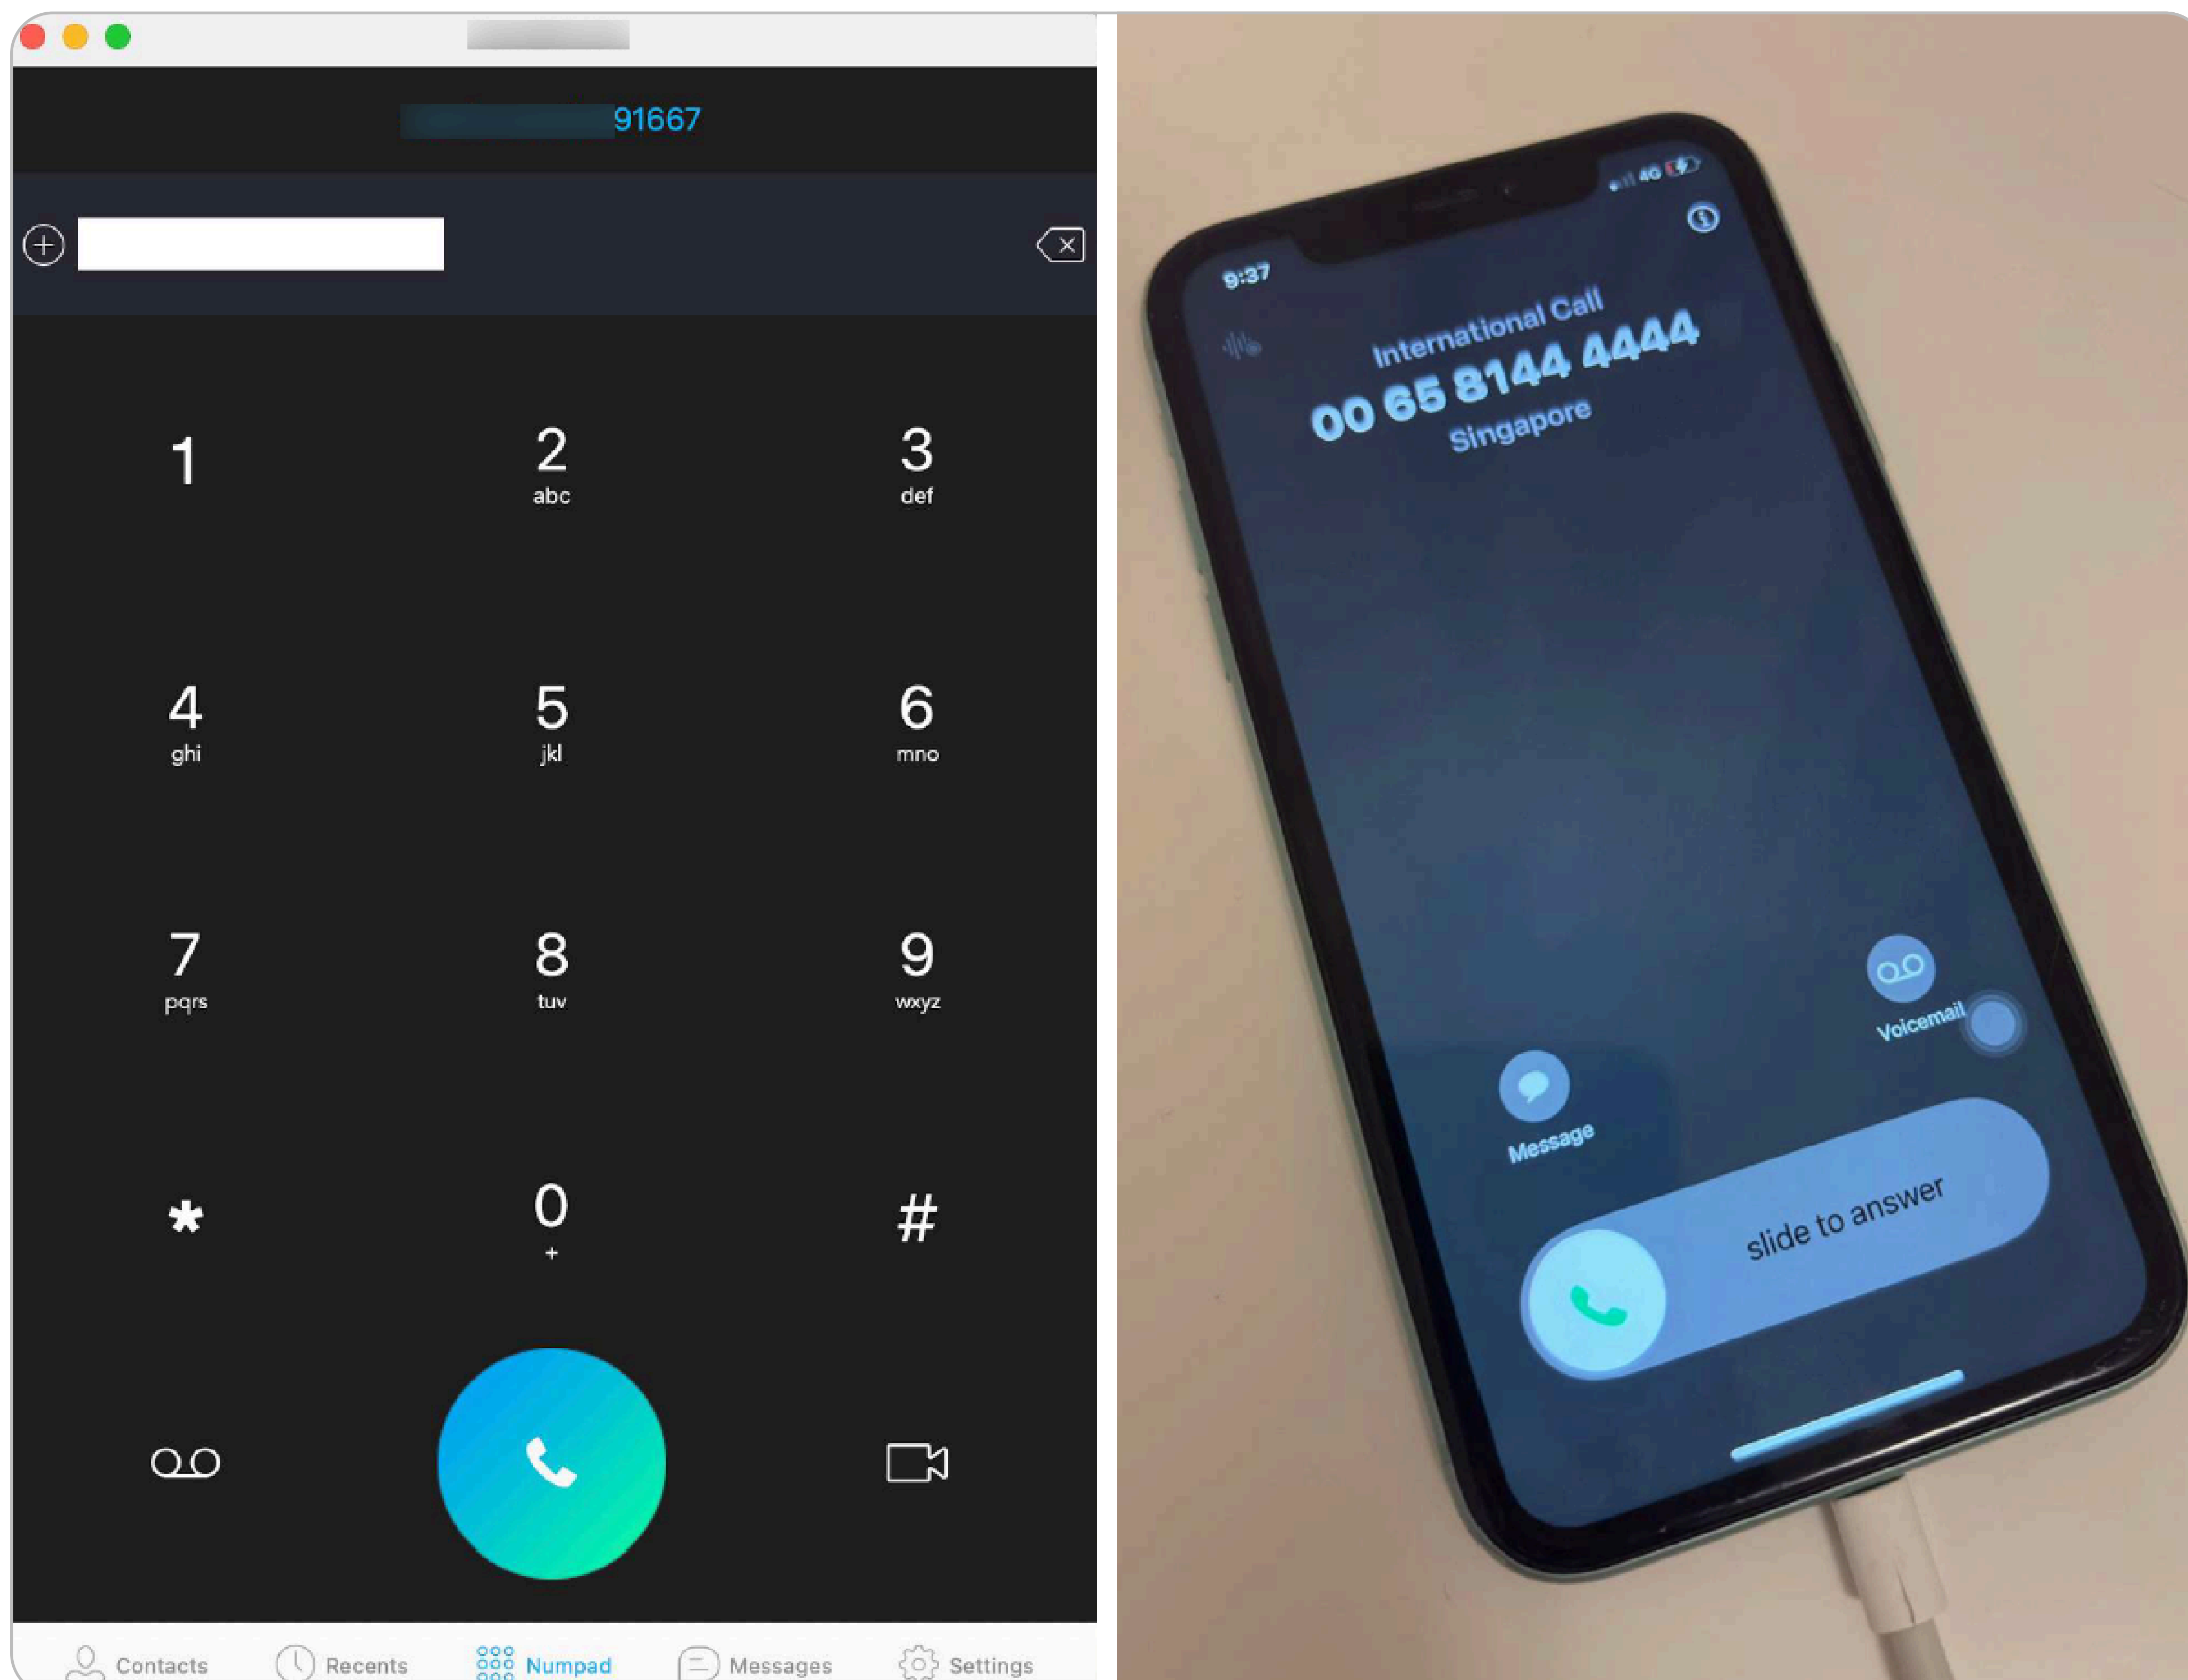 91667
1
2
abc
3
def
4
ghi
5
jkl
6
mno
7
pqrs
8
tuv
9
wxyz
*
0
+
#
Contacts
Recents
Numpad
Messages
Settings
4G
9:37
International Call
00 65 8144 4444
Singapore
Voicemail
Message
slide to answer